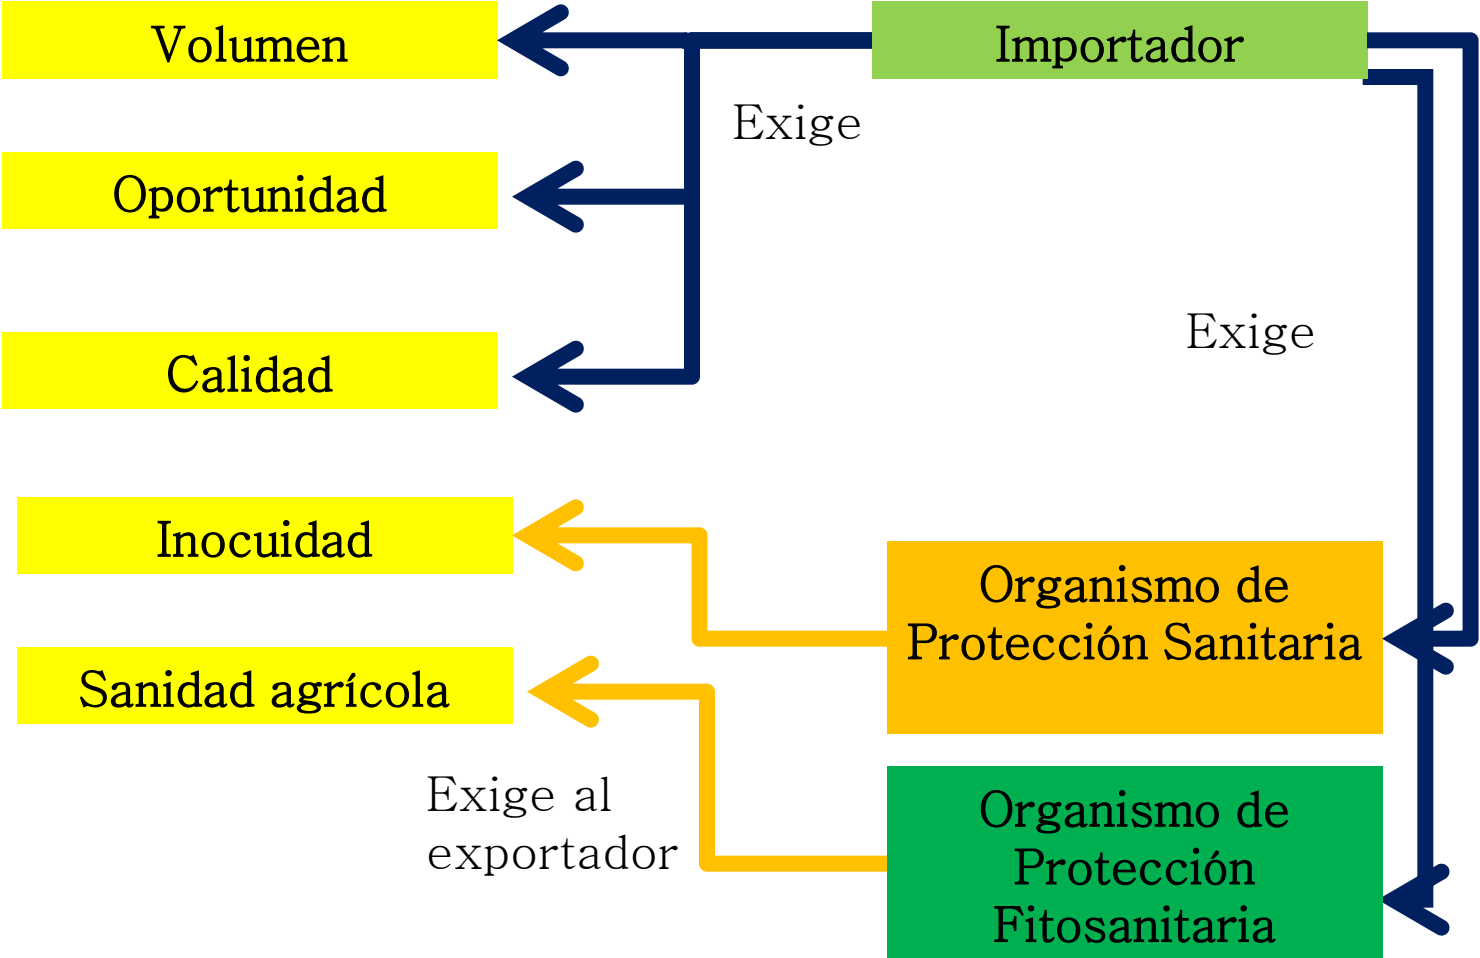 Volumen
Importador
Exige
Oportunidad
Exige
Calidad
Inocuidad
Organismo de
Protección Sanitaria
Sanidad agrícola
Exige al
exportador
Organismo de
Protección
Fitosanitaria